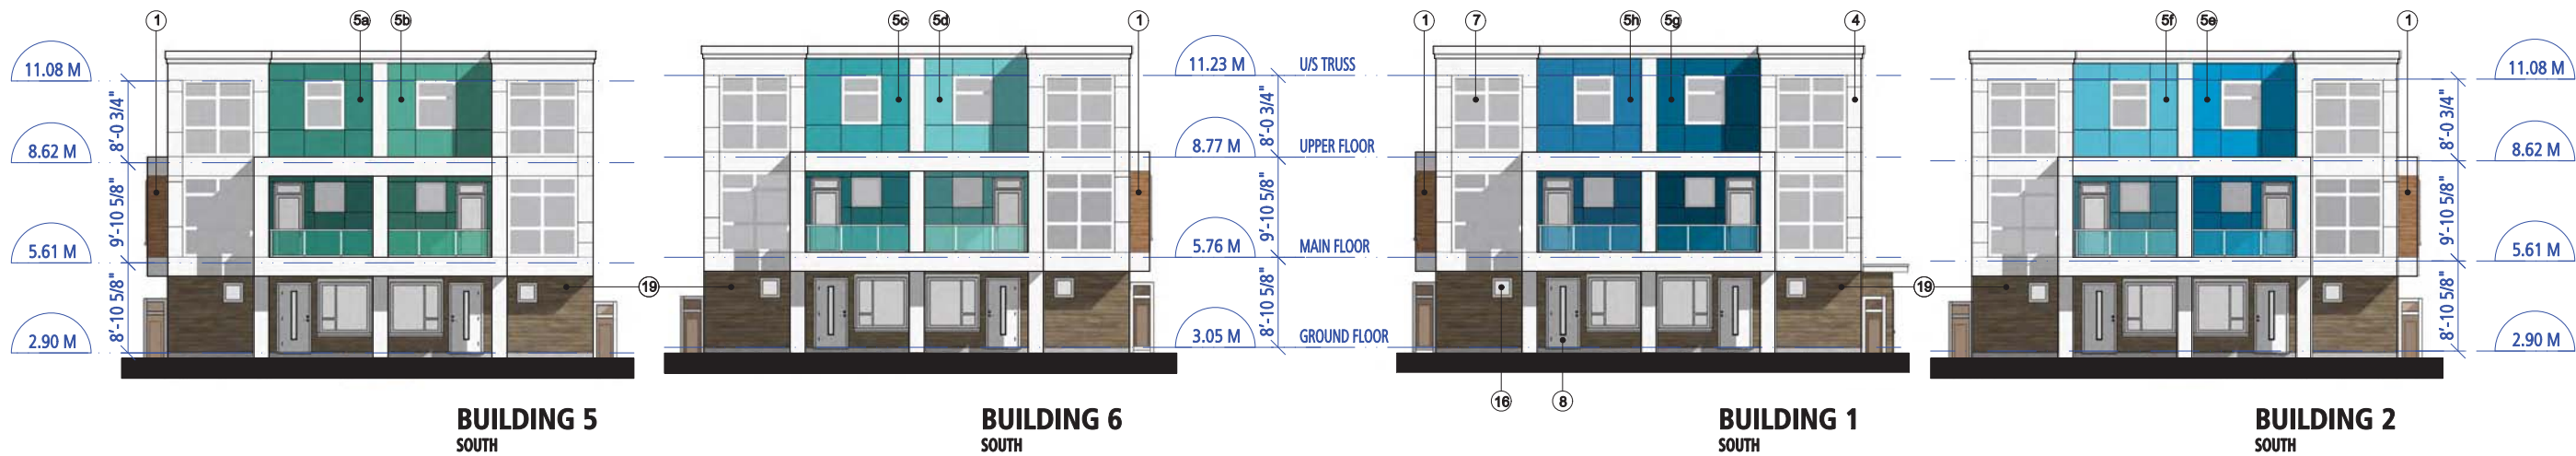 1 5a 5b 5c 5d 1 1 7 5h 5g 4 5f 5e 1
11.08 M 11.23 M U/S TRUSS 11.08 M
8'-0 3/4" 8'-0 3/4" 8'-0 3/4"
8.62 M 8.77 M UPPER FLOOR 8.62 M
9'-10 5/8" 9'-10 5/8" 9'-10 5/8"
5.61 M 5.76 M MAIN FLOOR 5.61 M
19 19
8'-10 5/8" 8'-10 5/8" 8'-10 5/8"
2.90 M 3.05 M GROUND FLOOR 2.90 M
16 8
BUILDING 5 BUILDING 6 BUILDING 1 BUILDING 2
SOUTH SOUTH SOUTH SOUTH